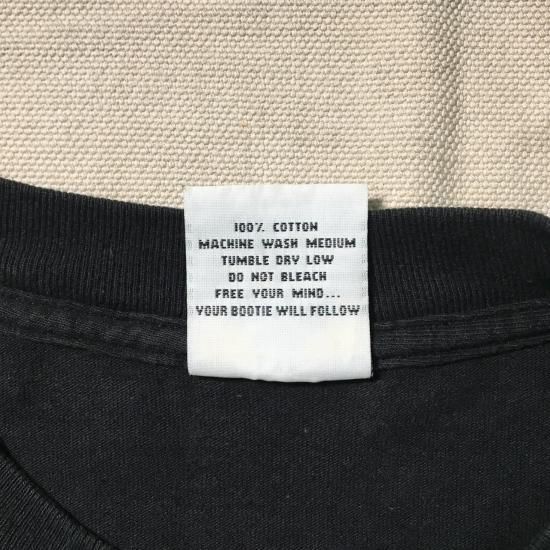 100% COTTON
MACHINE WASH MEDIUM
TUMBLE DRY LOW
DO NOT BLEACH
FREE YOUR MIND...
YOUR BOOTIE WILL FOLLOW